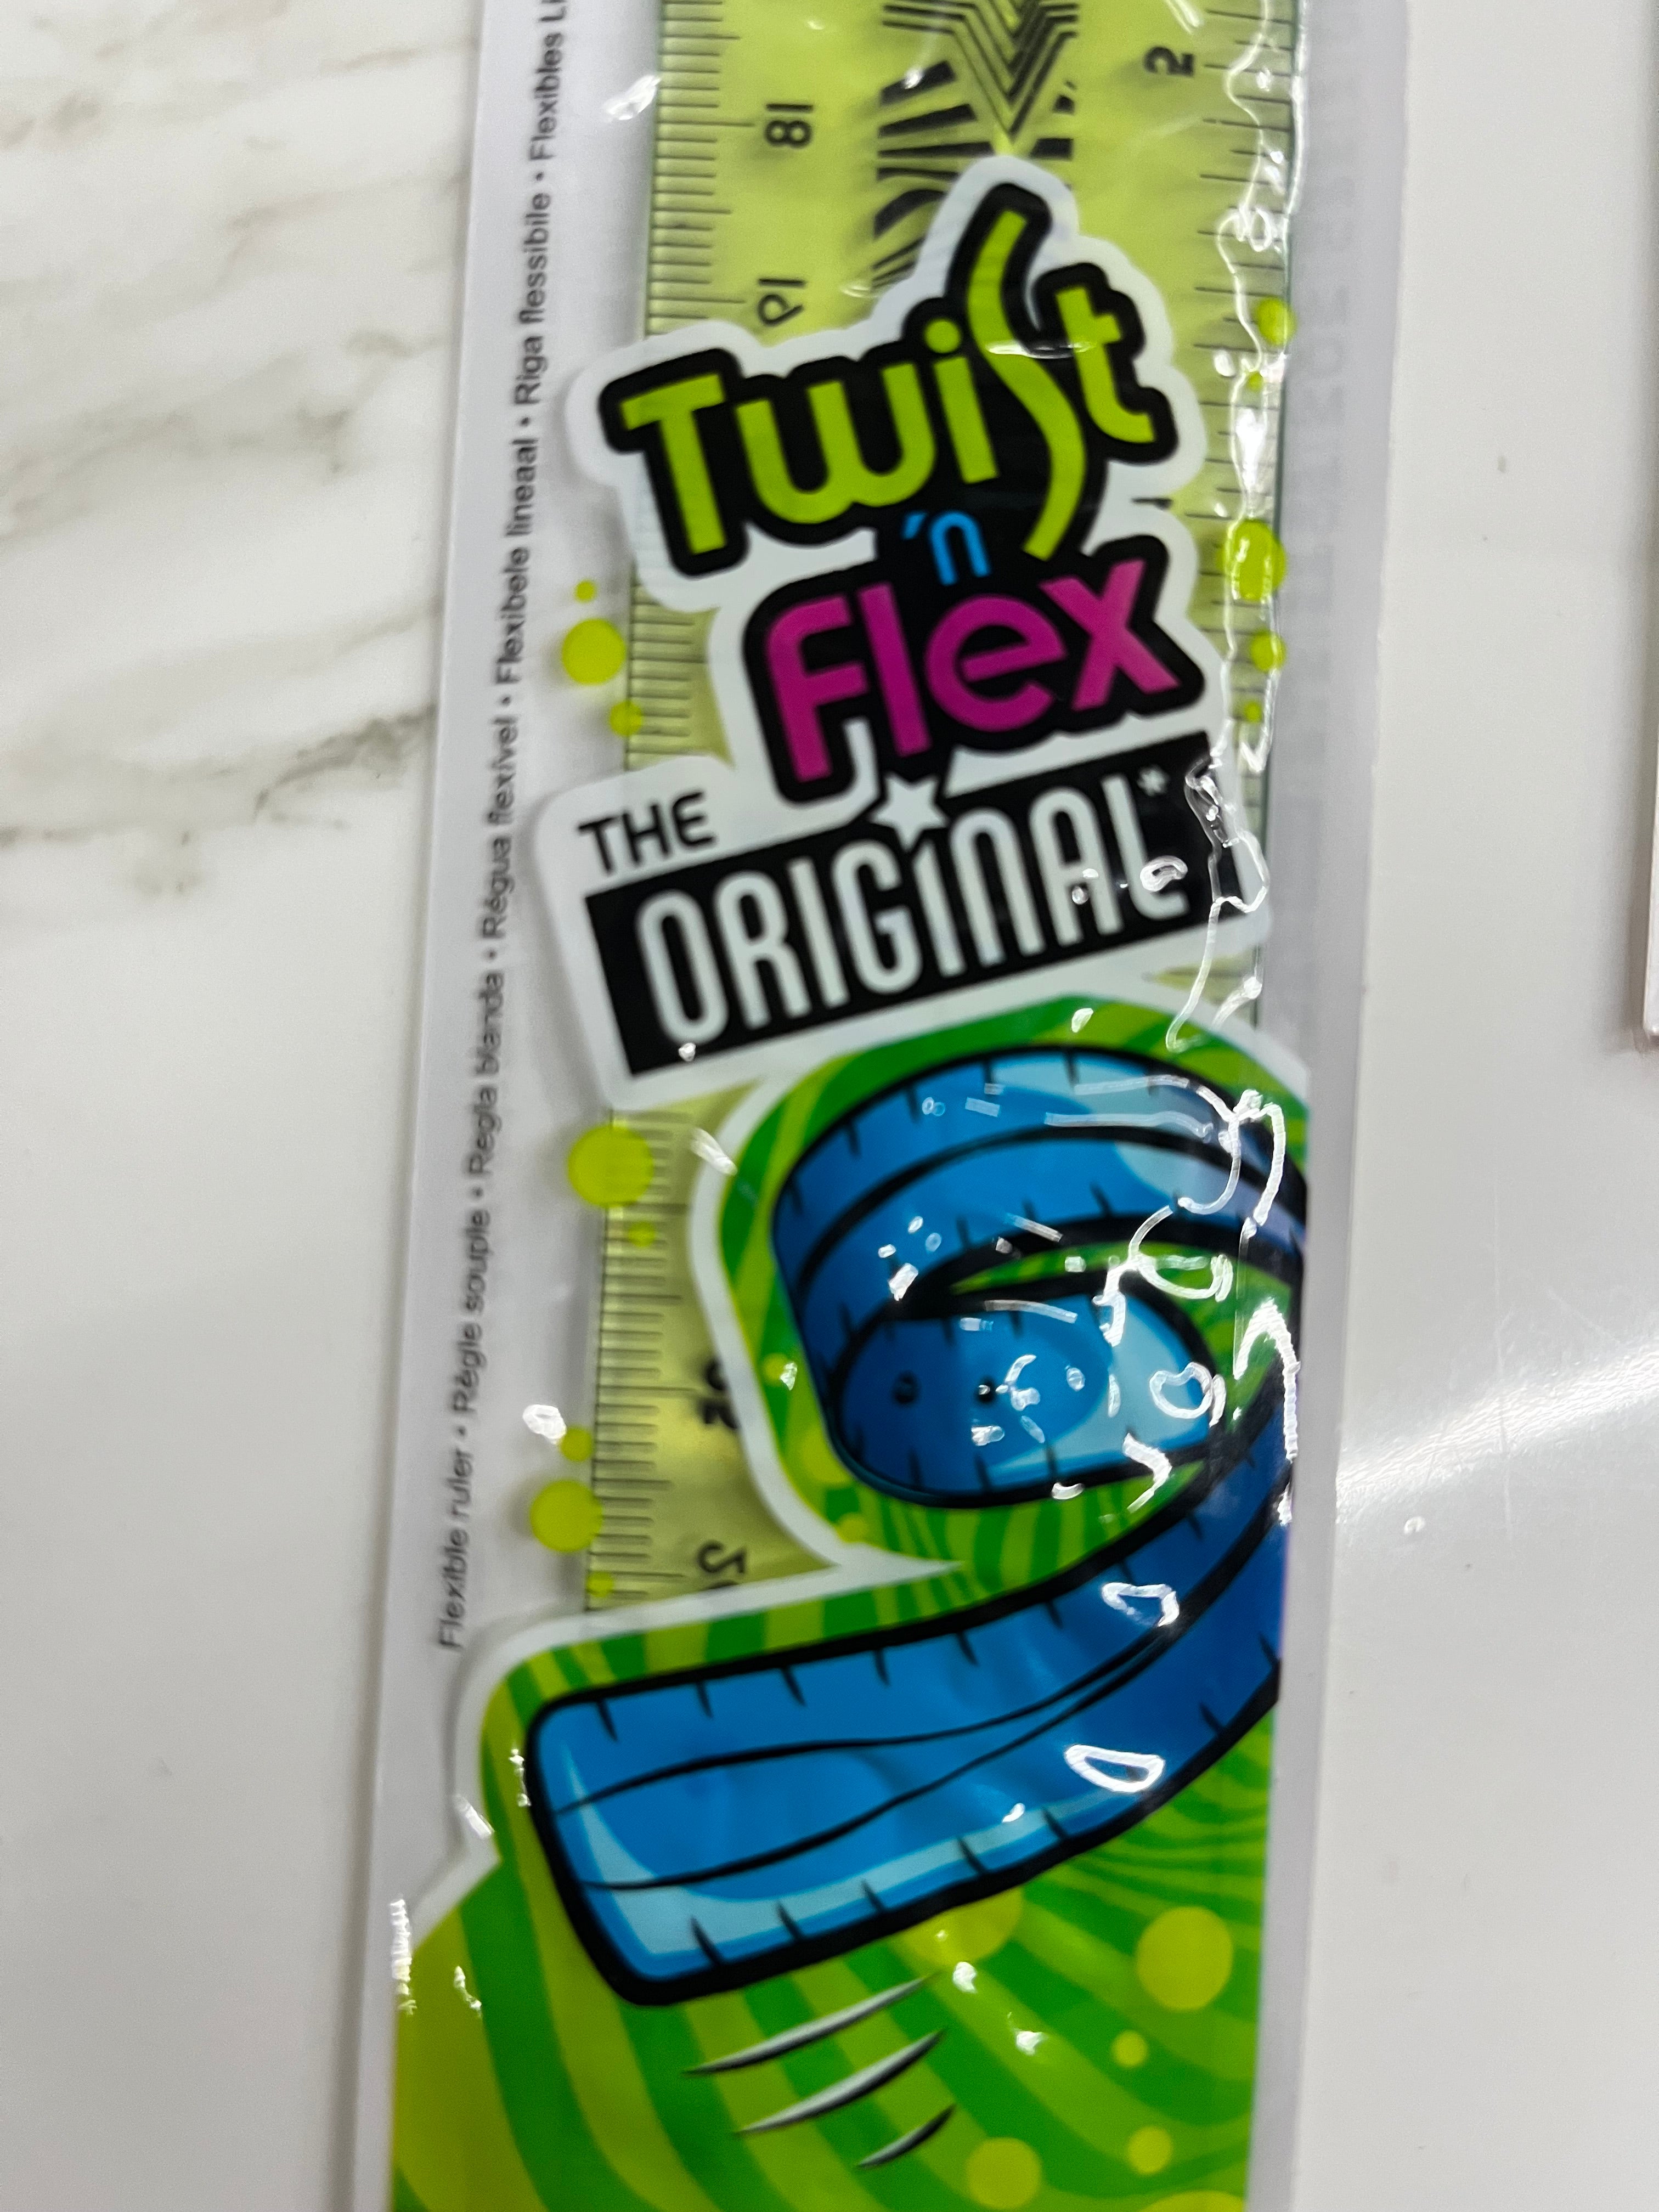 Twist
'n
Flex
THE
ORIGINAL*
Flexible ruler • Règle souple • Regla blanda • Régua flexível • Flexibele lineaal • Riga flessibile • Flexibles
18
19
2